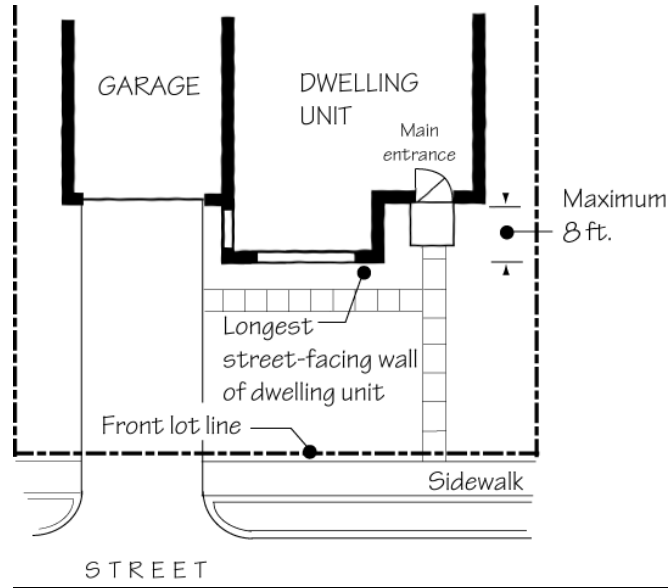 GARAGE
DWELLING
UNIT
Main
entrance
Maximum
8 ft.
Longest
street-facing wall
of dwelling unit
Front lot line
Sidewalk
STREET